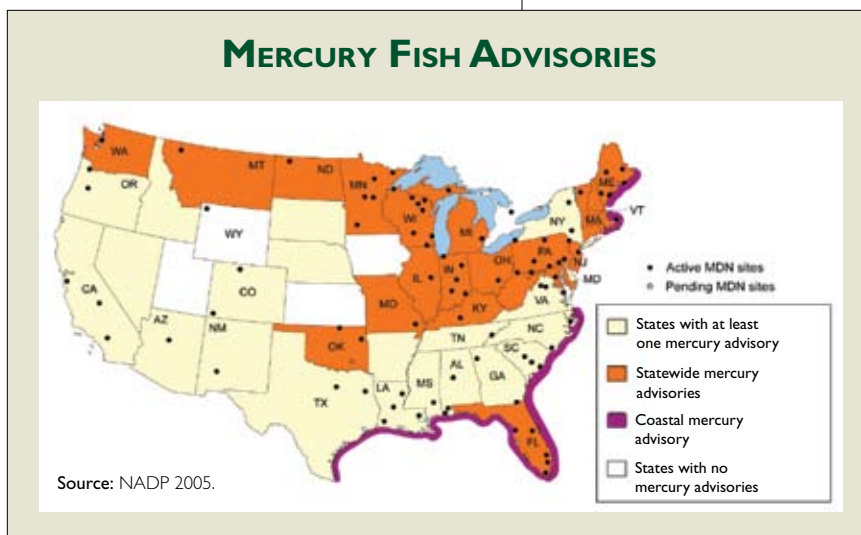 MERCURY FISH ADVISORIES
WA
MT
ND
OR
MN
ME
WY
WI
NY
VT
MI
MA
PA
CA
CO
IL
IN
OH
NJ
MD
MO
KY
VA
AZ
NM
OK
TN
NC
SC
TX
LA
MS
AL
GA
FL
Active MDN sites
Pending MDN sites
States with at least
one mercury advisory
Statewide mercury
advisories
Coastal mercury
advisory
States with no
mercury advisories
Source: NADP 2005.